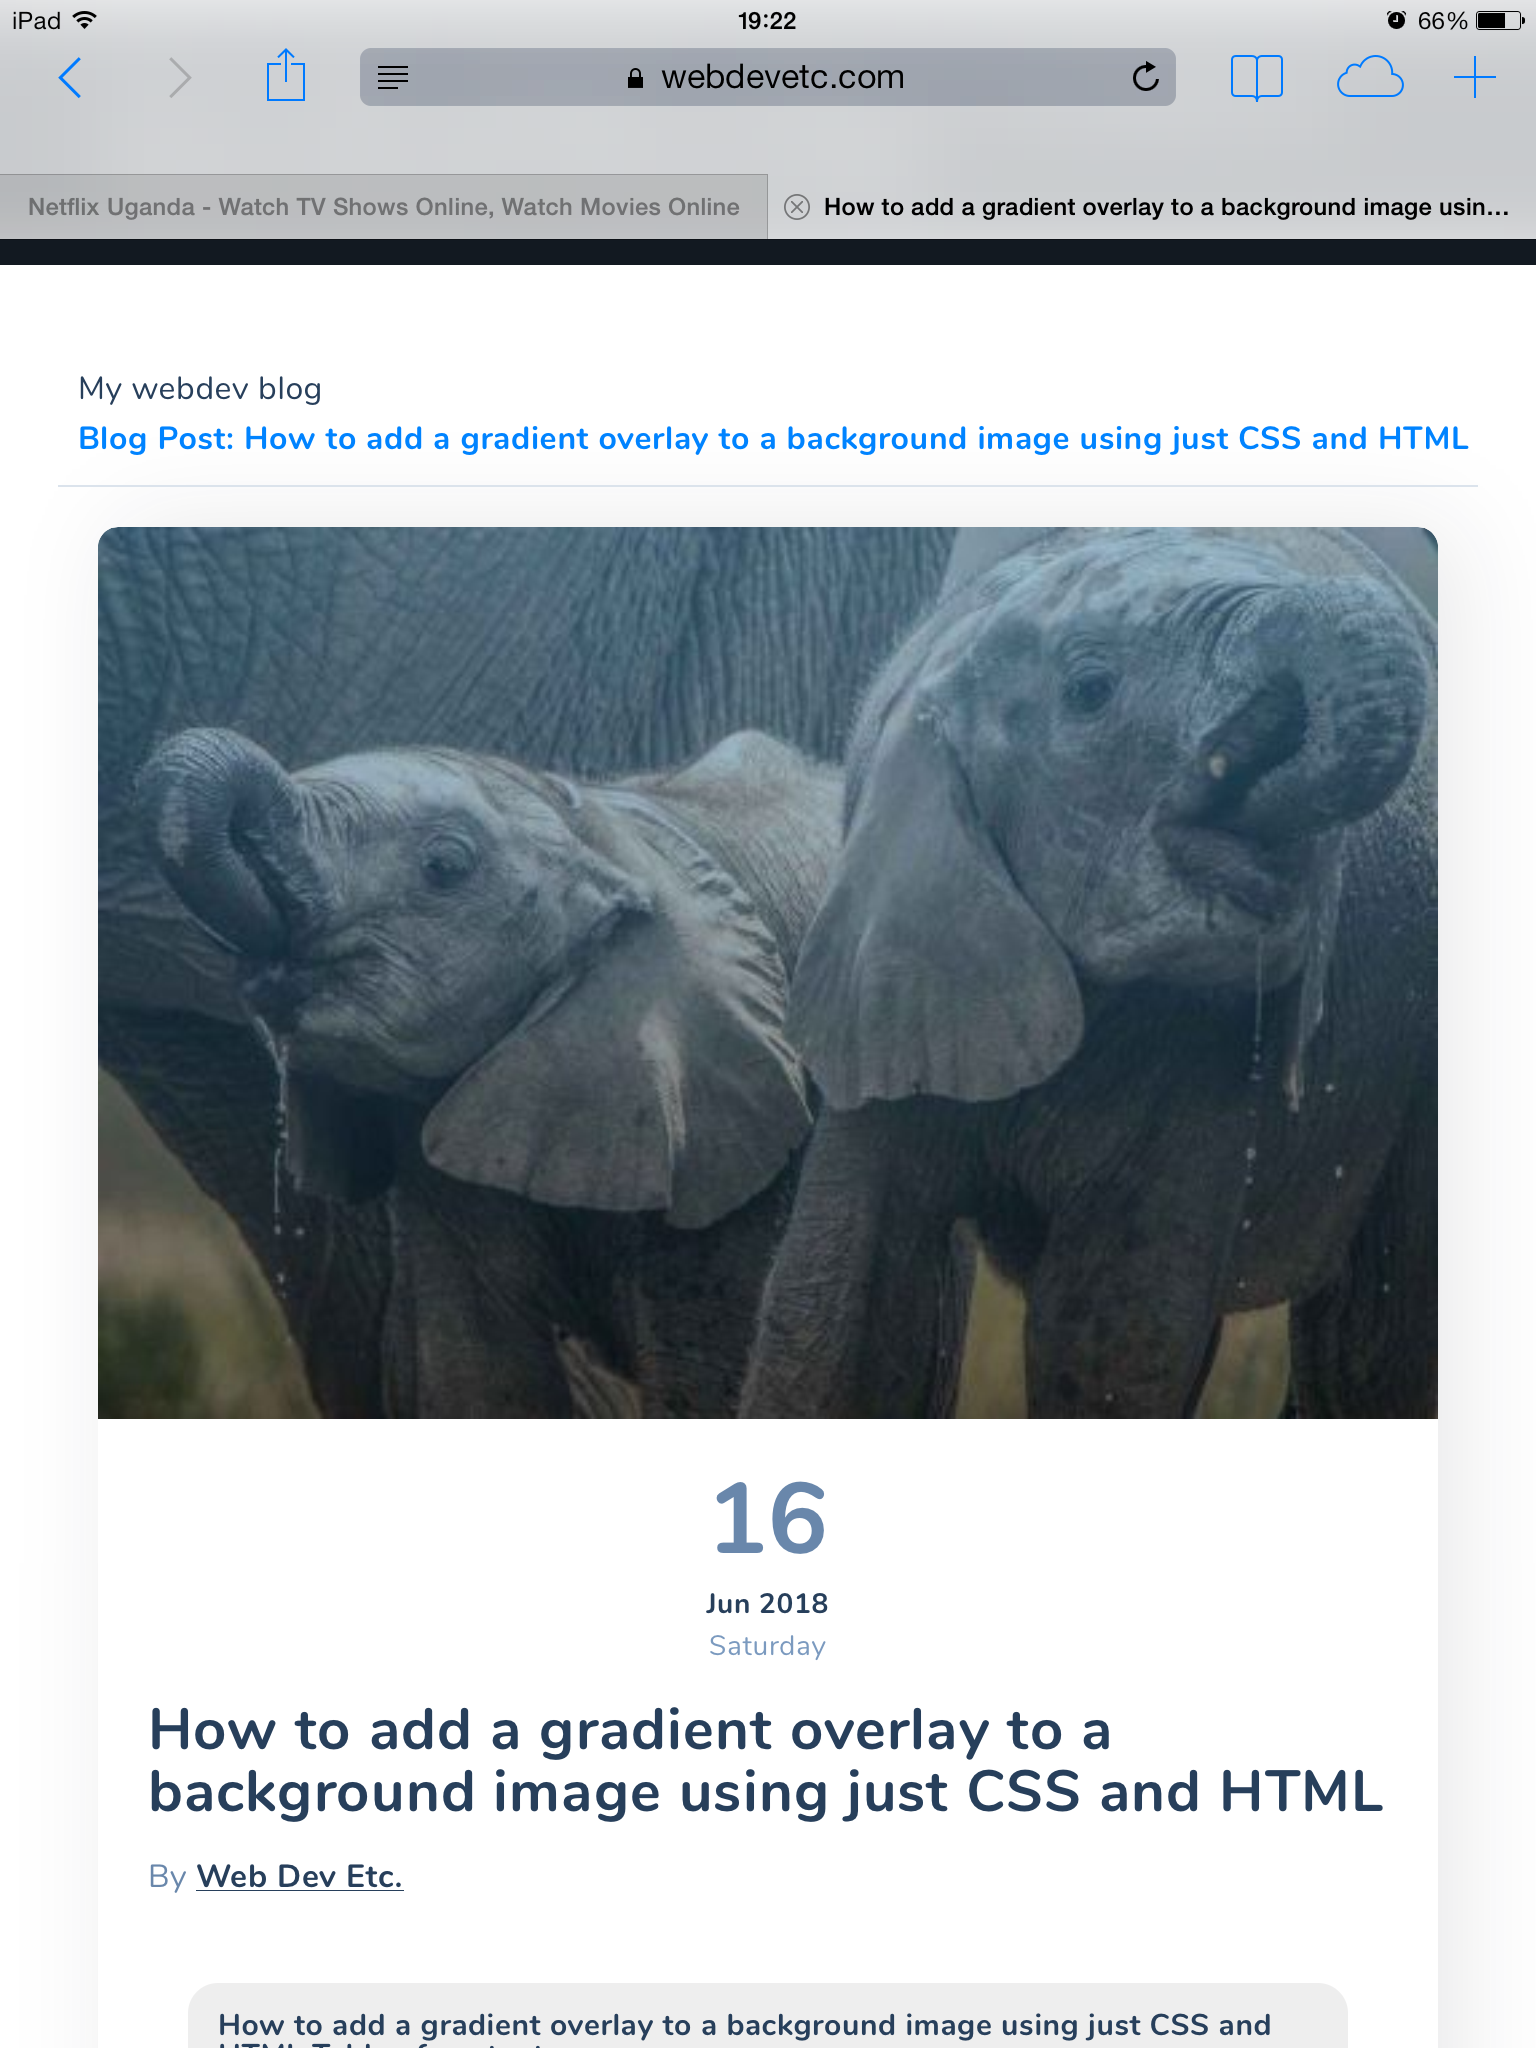 iPad 19:22 66%
webdevetc.com
Netflix Uganda - Watch TV Shows Online, Watch Movies Online
How to add a gradient overlay to a background image usin...
My webdev blog
Blog Post: How to add a gradient overlay to a background image using just CSS and HTML
16
Jun 2018
Saturday
How to add a gradient overlay to a
background image using just CSS and HTML
By Web Dev Etc.
How to add a gradient overlay to a background image using just CSS and